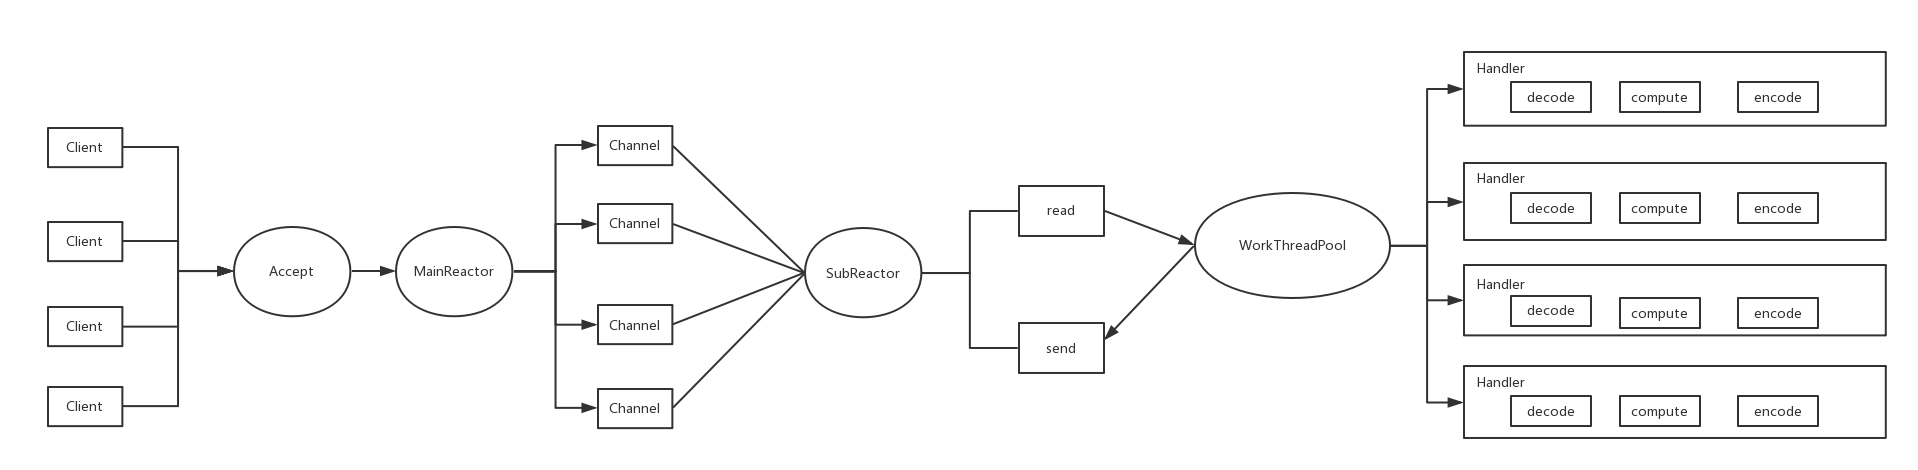 Client
Client
Client
Client
Accept
MainReactor
Channel
Channel
Channel
Channel
SubReactor
read
send
WorkThreadPool
Handler
decode compute encode
Handler
decode compute encode
Handler
decode compute encode
Handler
decode compute encode